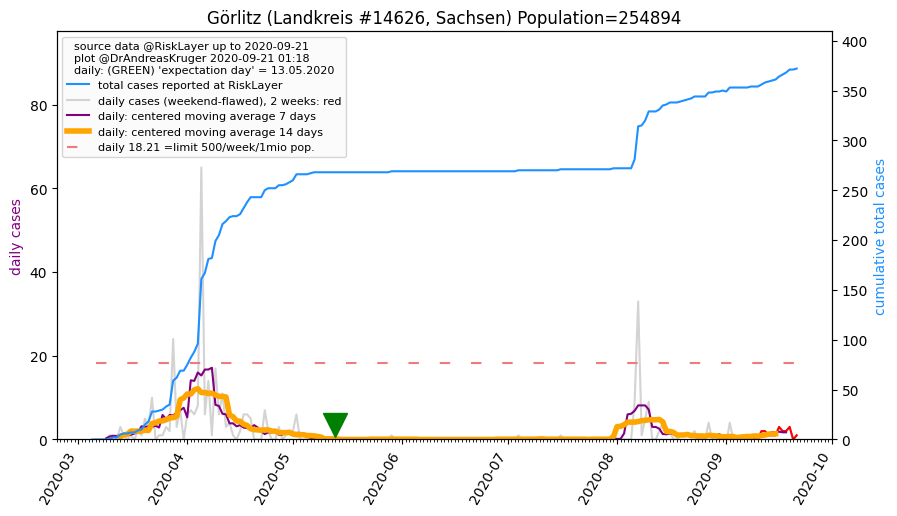 Görlitz (Landkreis #14626, Sachsen) Population=254894
source data @RiskLayer up to 2020-09-21
plot @DrAndreasKruger 2020-09-21 01:18
daily: (GREEN) 'expectation day' = 13.05.2020
total cases reported at RiskLayer
daily cases (weekend-flawed), 2 weeks: red
daily: centered moving average 7 days
daily: centered moving average 14 days
daily 18.21 =limit 500/week/1mio pop.
daily cases
80
60
40
20
0
400
350
300
250
200
150
100
50
0
cumulative total cases
2020-03
2020-04
2020-05
2020-06
2020-07
2020-08
2020-09
2020-10